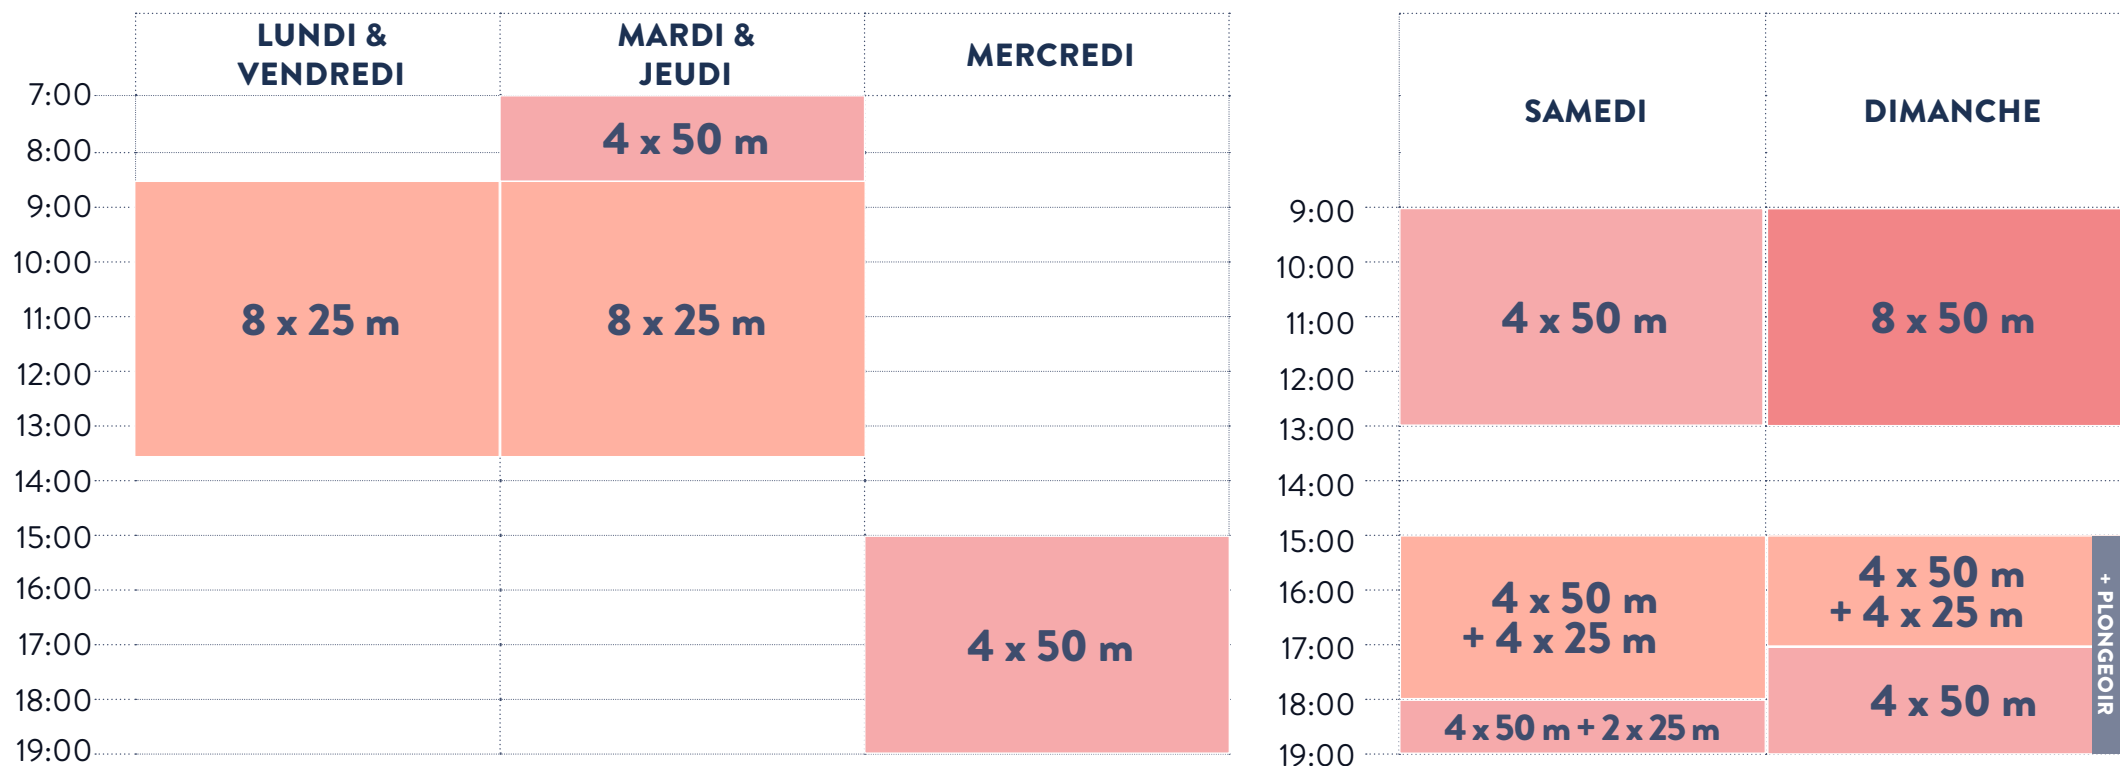 LUNDI &
VENDREDI
MARDI &
JEUDI
MERCREDI
7:00
8:00
9:00
10:00
11:00
12:00
13:00
14:00
15:00
16:00
17:00
18:00
19:00
8 x 25 m
4 x 50 m
8 x 25 m
4 x 50 m
SAMEDI
DIMANCHE
9:00
10:00
11:00
12:00
13:00
14:00
15:00
16:00
17:00
18:00
19:00
4 x 50 m
4 x 50 m
+ 4 x 25 m
4 x 50 m + 2 x 25 m
8 x 50 m
4 x 50 m
+ 4 x 25 m
4 x 50 m
+ PLONGEOIR